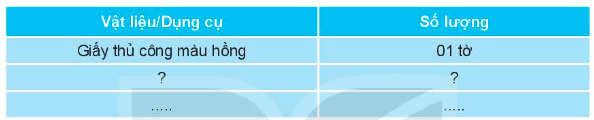 Vật liệu/Dụng cụ Số lượng
Giấy thủ công màu hồng 01 tờ
? ?
..... .....